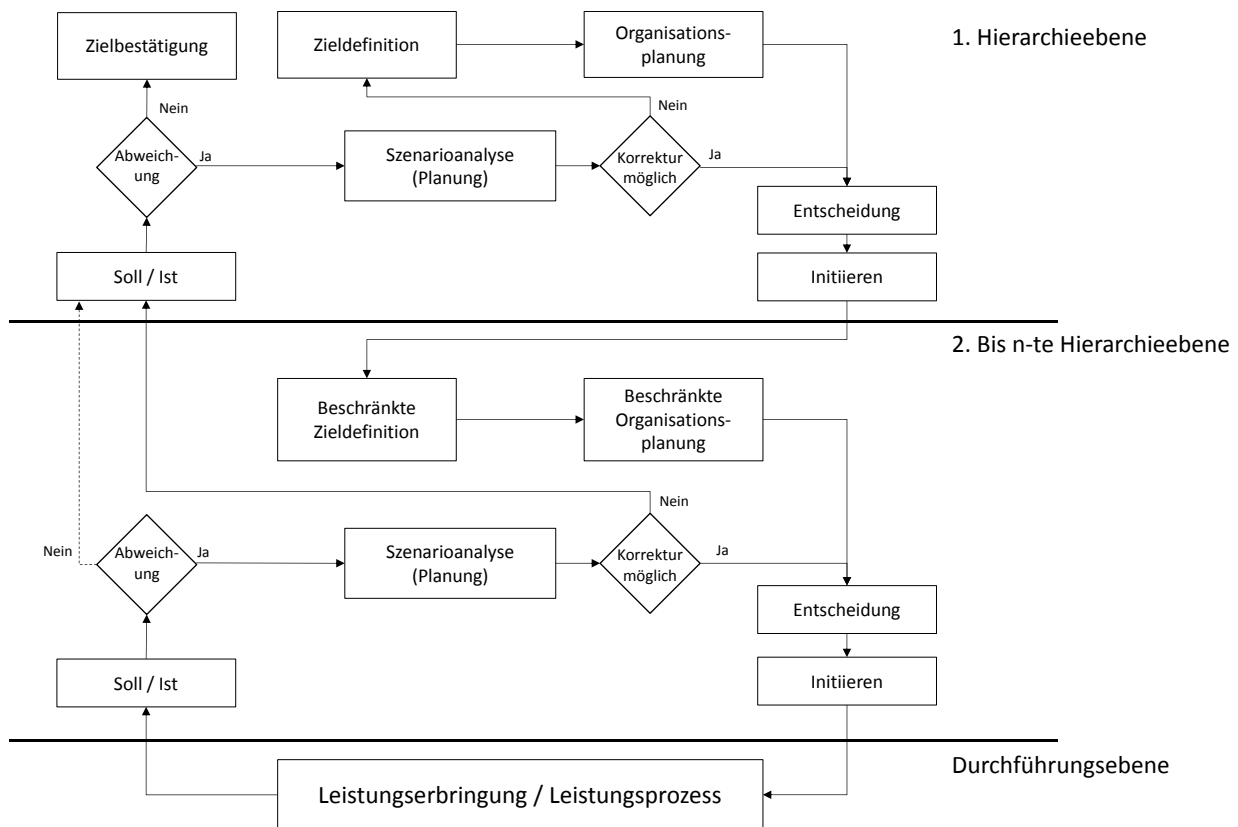 Zielbestätigung
Zieldefinition
Organisations-
planung
1. Hierarchieebene
Nein
Nein
Abweich-
ung
Ja
Szenarioanalyse
(Planung)
Korrektur
möglich
Ja
Entscheidung
Soll / Ist
Initiieren
2. Bis n-te Hierarchieebene
Beschränkte
Zieldefinition
Beschränkte
Organisations-
planung
Nein
Nein
Abweich-
ung
Ja
Szenarioanalyse
(Planung)
Korrektur
möglich
Ja
Entscheidung
Soll / Ist
Initiieren
Durchführungsebene
Leistungserbringung / Leistungsprozess